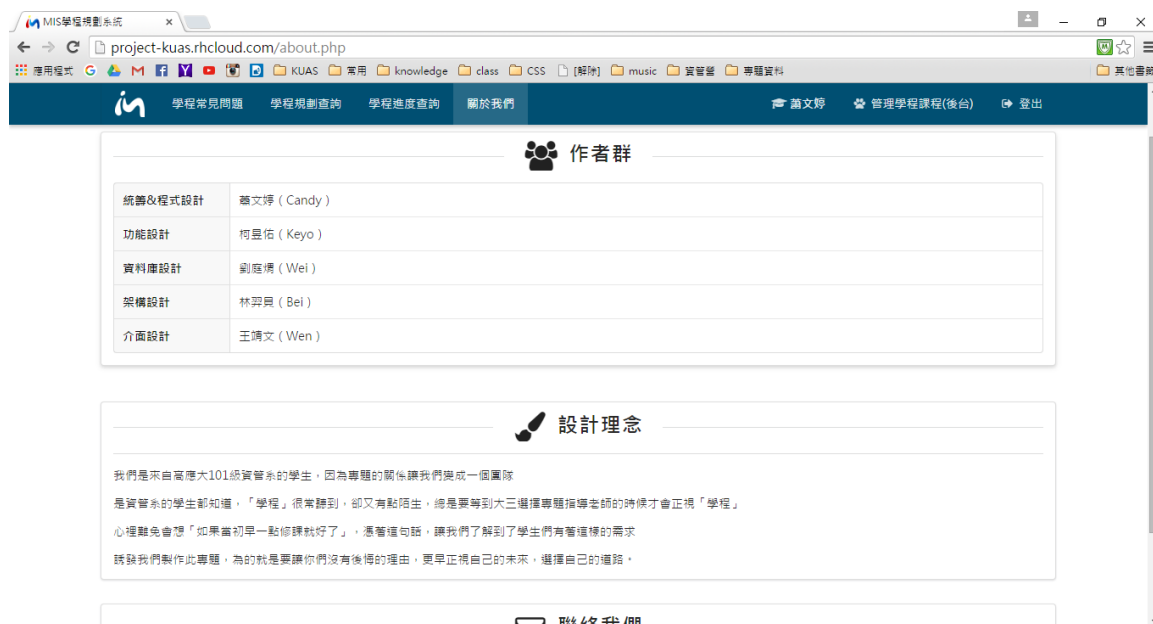 MIS學程規劃系統
project-kuas.rhcloud.com/about.php
應用程式 KUAS 常用 knowledge class CSS [解除] music 資管營 專題資料 其他書籤
學程常見問題 學程規劃查詢 學程進度查詢 關於我們 蕭文婷 管理學程課程(後台) 登出
作者群
統籌&程式設計 蕭文婷 ( Candy )
功能設計 柯昱佑 ( Keyo )
資料庫設計 劉庭煟 ( Wei )
架構設計 林羿貝 ( Bei )
介面設計 王靖文 ( Wen )
設計理念
我們是來自高應大101級資管系的學生，因為專題的關係讓我們變成一個團隊
是資管系的學生都知道，「學程」很常聽到，卻又有點陌生，總是要等到大三選擇專題指導老師的時候才會正視「學程」
心裡難免會想「如果當初早一點修課就好了」，憑著這句話，讓我們了解到了學生們有著這樣的需求
誘發我們製作此專題，為的就是要讓你們沒有後悔的理由，更早正視自己的未來，選擇自己的道路。
聯絡我們